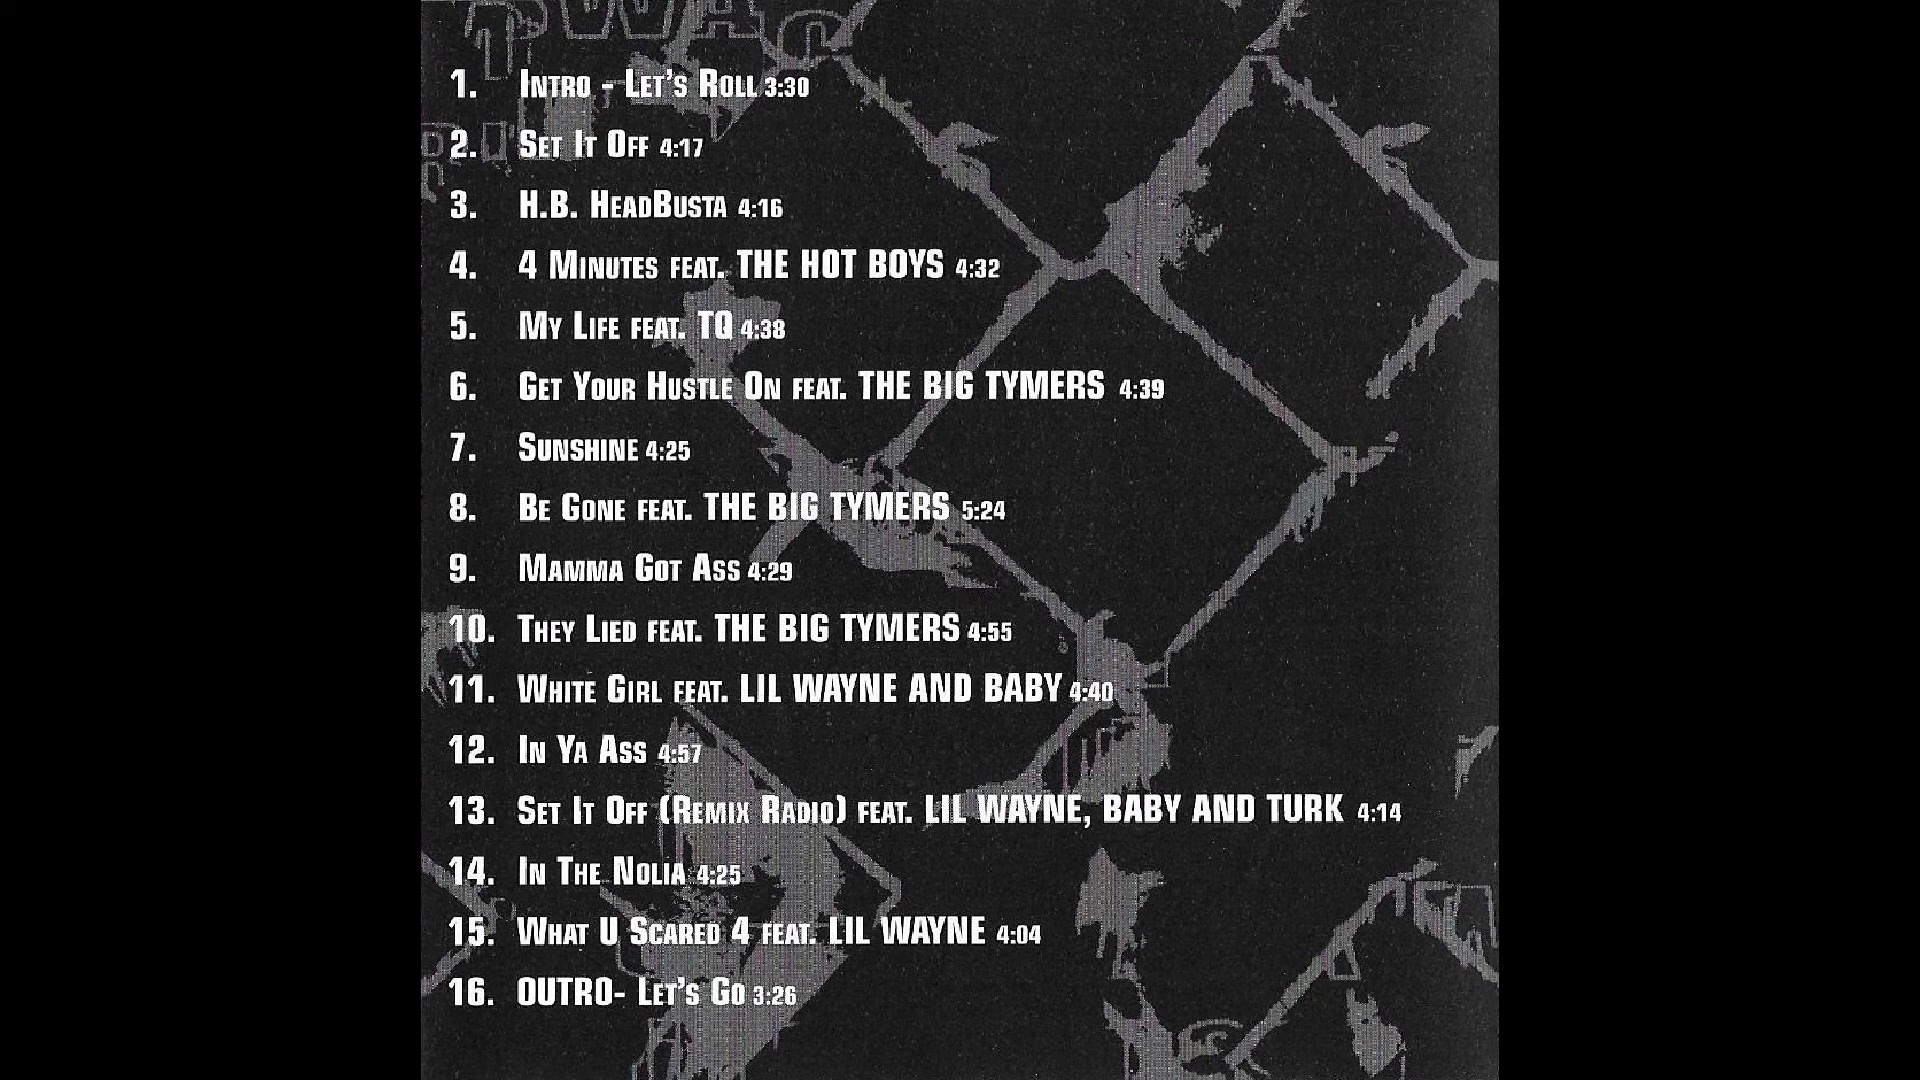 1. Intro - Let's Roll 3:30
2. Set It Off 4:17
3. H.B. HeadBusta 4:16
4. 4 Minutes feat. THE HOT BOYS 4:32
5. My Life feat. TQ 4:38
6. Get Your Hustle On feat. THE BIG TYMERS 4:39
7. Sunshine 4:25
8. Be Gone feat. THE BIG TYMERS 5:24
9. Mamma Got Ass 4:29
10. They Lied feat. THE BIG TYMERS 4:55
11. White Girl feat. LIL WAYNE AND BABY 4:40
12. In Ya Ass 4:57
13. Set It Off (Remix Radio) feat. LIL WAYNE, BABY AND TURK 4:14
14. In The Nolia 4:25
15. What U Scared 4 feat. LIL WAYNE 4:04
16. OUTRO- Let's Go 3:26